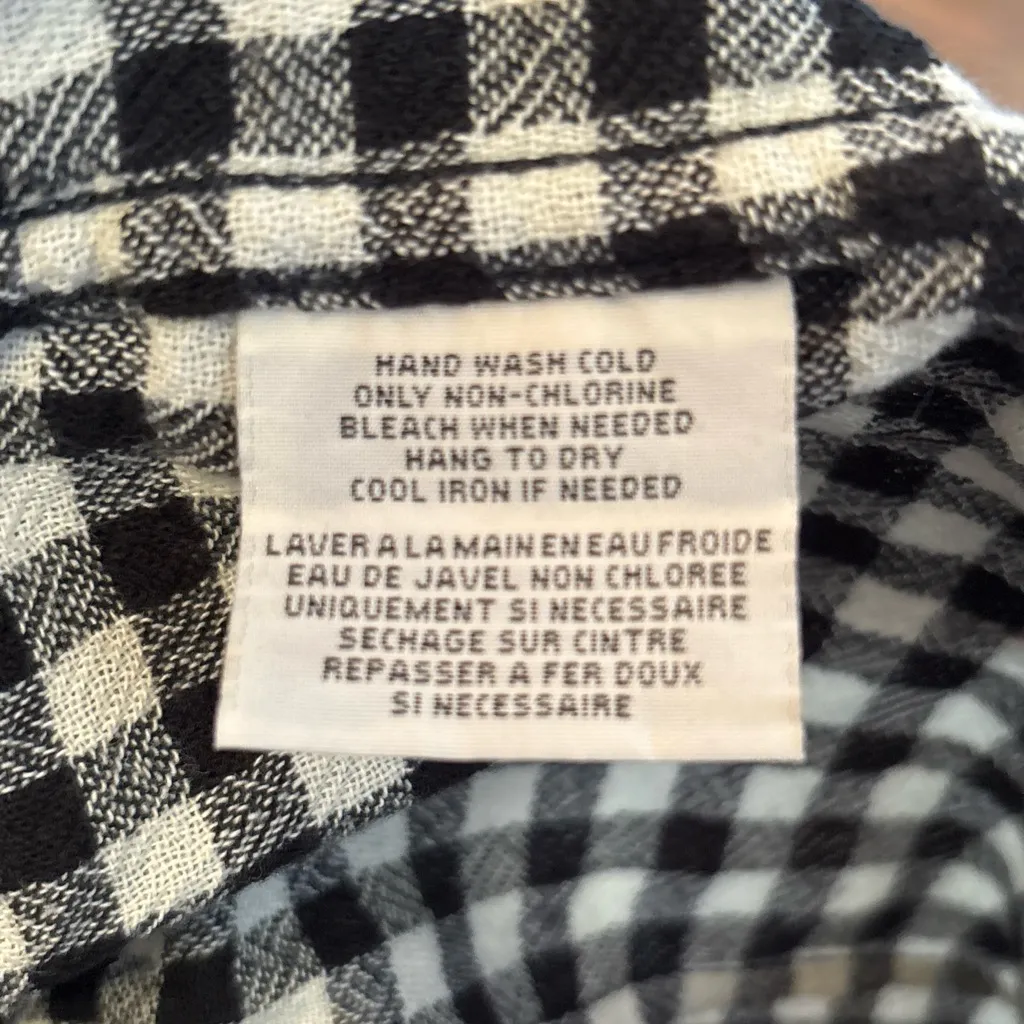 HAND WASH COLD
ONLY NON-CHLORINE
BLEACH WHEN NEEDED
HANG TO DRY
COOL IRON IF NEEDED
LAVER A LA MAIN EN EAU FROIDE
EAU DE JAVEL NON CHLOREE
UNIQUEMENT SI NECESSAIRE
SECHAGE SUR CINTRE
REPASSER A FER DOUX
SI NECESSAIRE